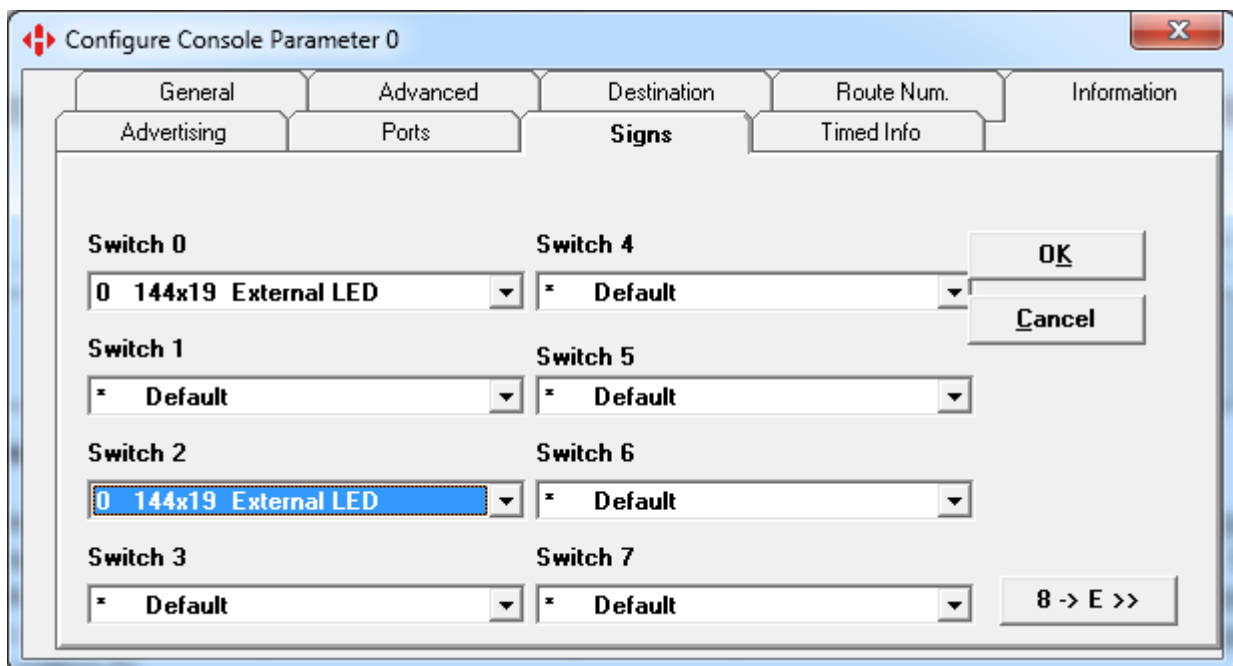 Configure Console Parameter 0
General Advanced Destination Route Num. Information
Advertising Ports Signs Timed Info
Switch 0 Switch 4
0 144x19 External LED * Default
OK
Cancel
Switch 1 Switch 5
* Default * Default
Switch 2 Switch 6
0 144x19 External LED * Default
Switch 3 Switch 7
* Default * Default
8 -> E >>